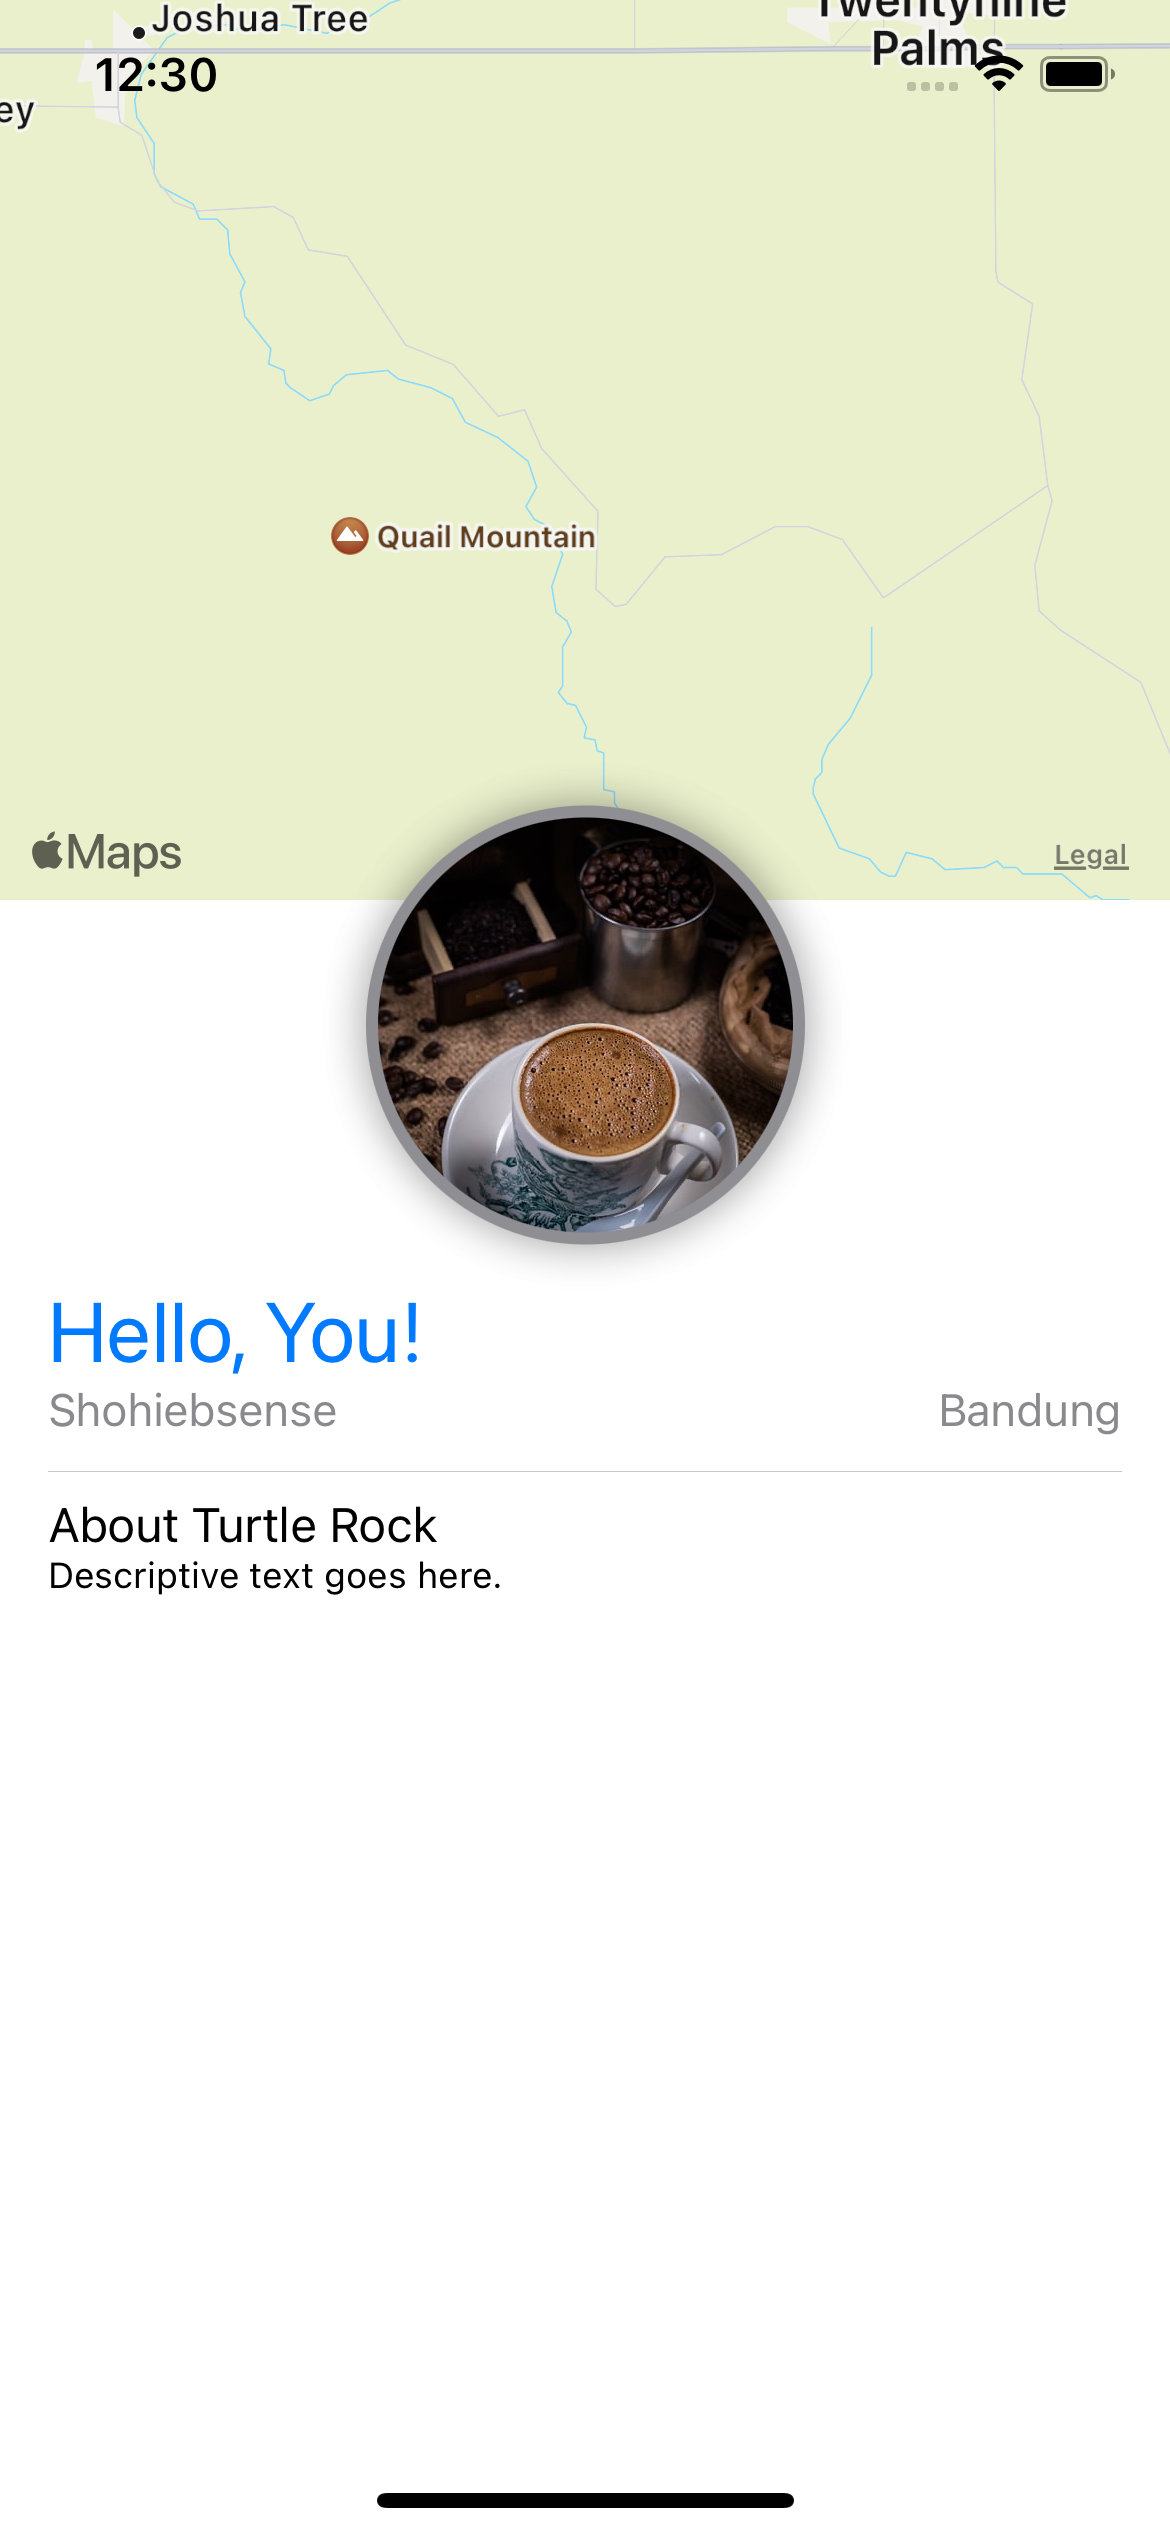 Joshua Tree
Twentynine
Palms
12:30
ey
Quail Mountain
Maps
Legal
Hello, You!
Shohiebsense
Bandung
About Turtle Rock
Descriptive text goes here.